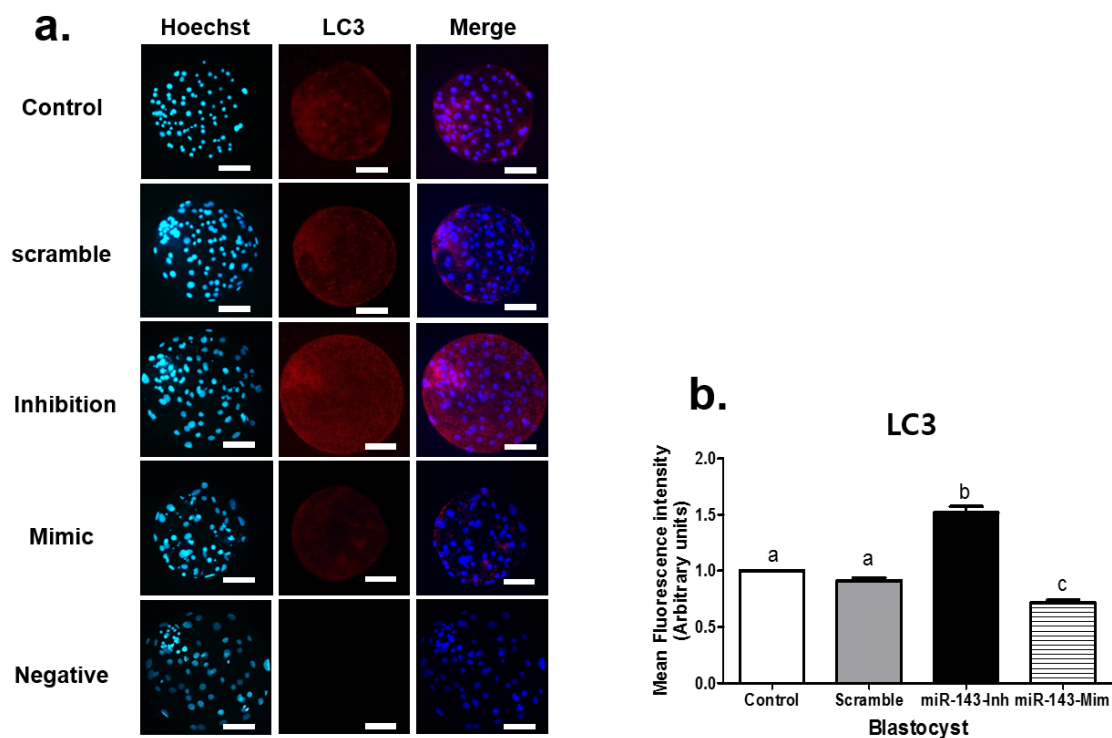 a.
Hoechst LC3 Merge
Control
scramble
Inhibition
Mimic
Negative
b.
LC3
Mean Fluorescence intensity
(Arbitrary units)
2.0
1.5
1.0
0.5
0.0
a
a
b
c
Control Scramble miR-143-Inh miR-143-Mim
Blastocyst